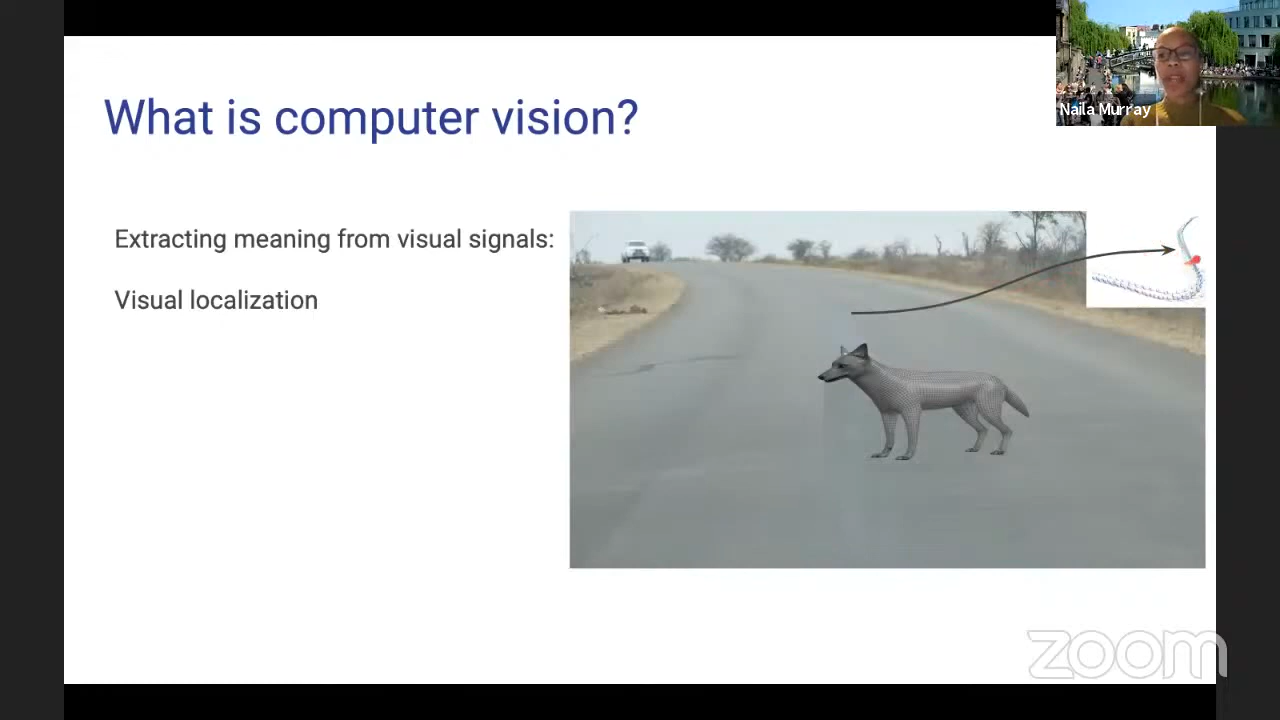 What is computer vision?
Naila Murray
Extracting meaning from visual signals:
Visual localization
zoom